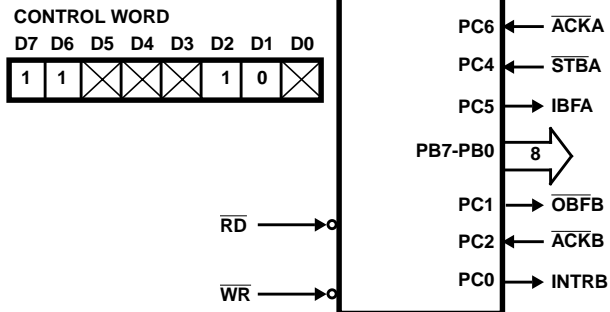 CONTROL WORD
D7 D6 D5 D4 D3 D2 D1 D0
1 1 1 0
PC6 ACKA
PC4 STBA
PC5 IBFA
PB7-PB0 8
PC1 OBFB
RD
PC2 ACKB
PC0 INTRB
WR